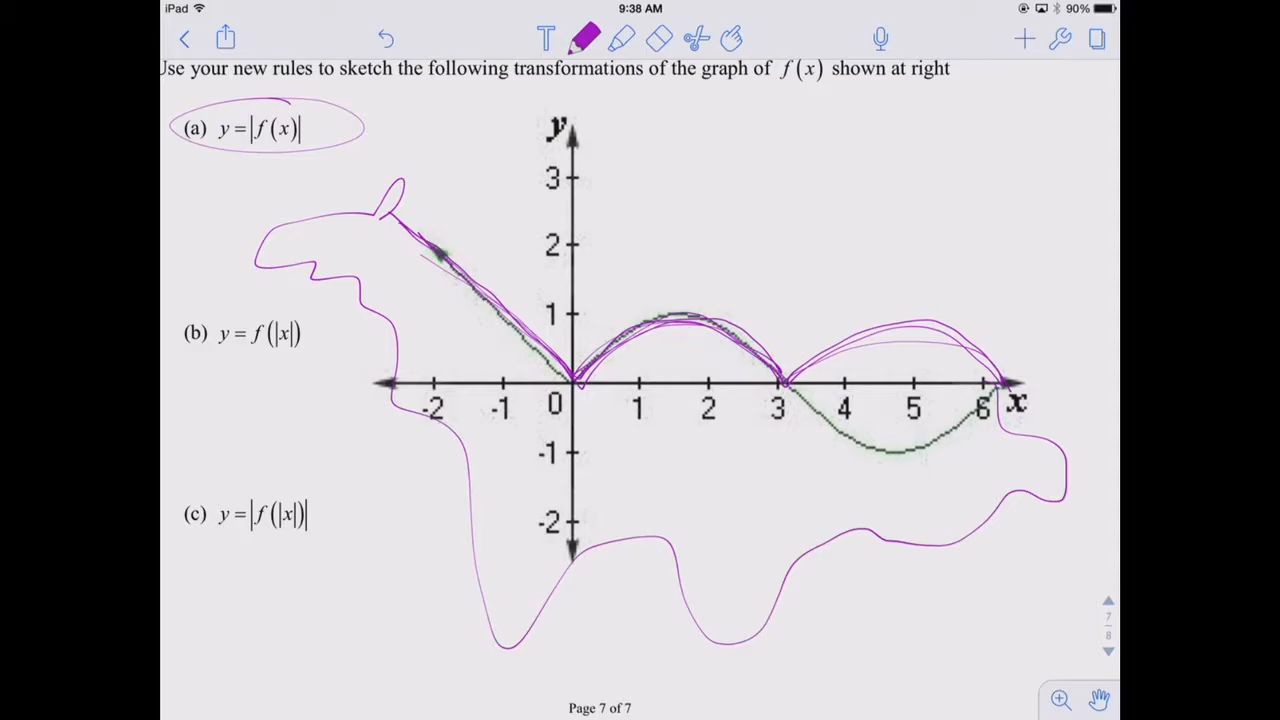 iPad 9:38 AM 90%
T
Use your new rules to sketch the following transformations of the graph of f(x) shown at right
(a) y = |f(x)|
y
3
2
1
(b) y = f(|x|)
-2 -1 0 1 2 3 4 5 6 x
-1
(c) y = |f(|x|)|
-2
7
8
Page 7 of 7